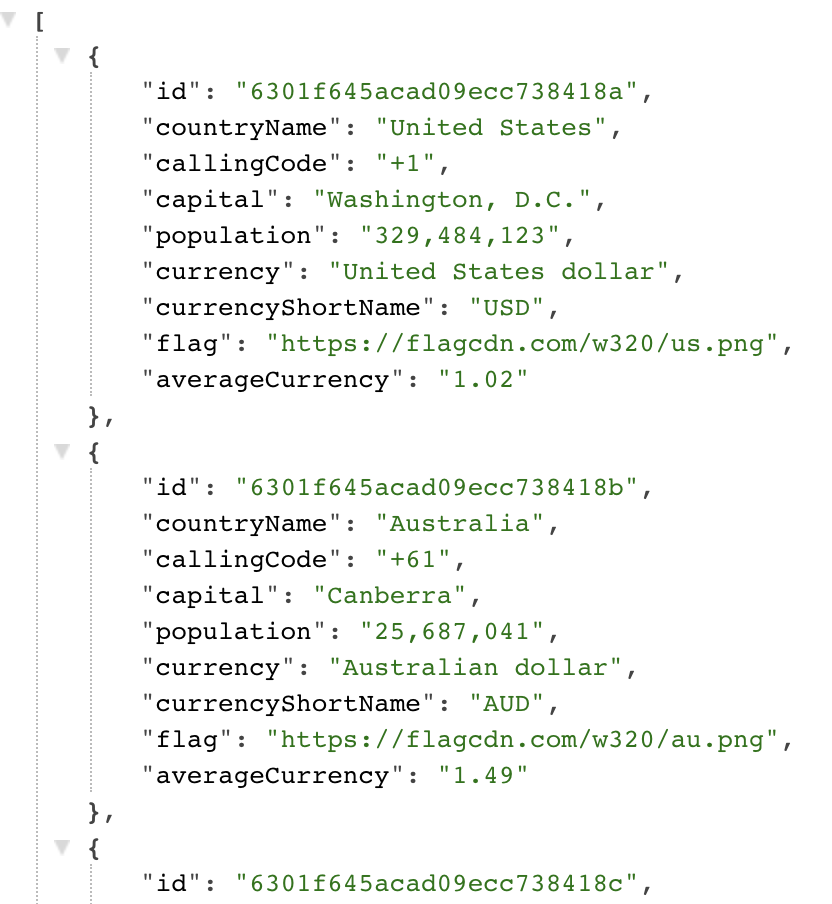 [
{
"id": "6301f645acad09ecc738418a",
"countryName": "United States",
"callingCode": "+1",
"capital": "Washington, D.C.",
"population": "329,484,123",
"currency": "United States dollar",
"currencyShortName": "USD",
"flag": "https://flagcdn.com/w320/us.png",
"averageCurrency": "1.02"
},
{
"id": "6301f645acad09ecc738418b",
"countryName": "Australia",
"callingCode": "+61",
"capital": "Canberra",
"population": "25,687,041",
"currency": "Australian dollar",
"currencyShortName": "AUD",
"flag": "https://flagcdn.com/w320/au.png",
"averageCurrency": "1.49"
},
{
"id": "6301f645acad09ecc738418c",